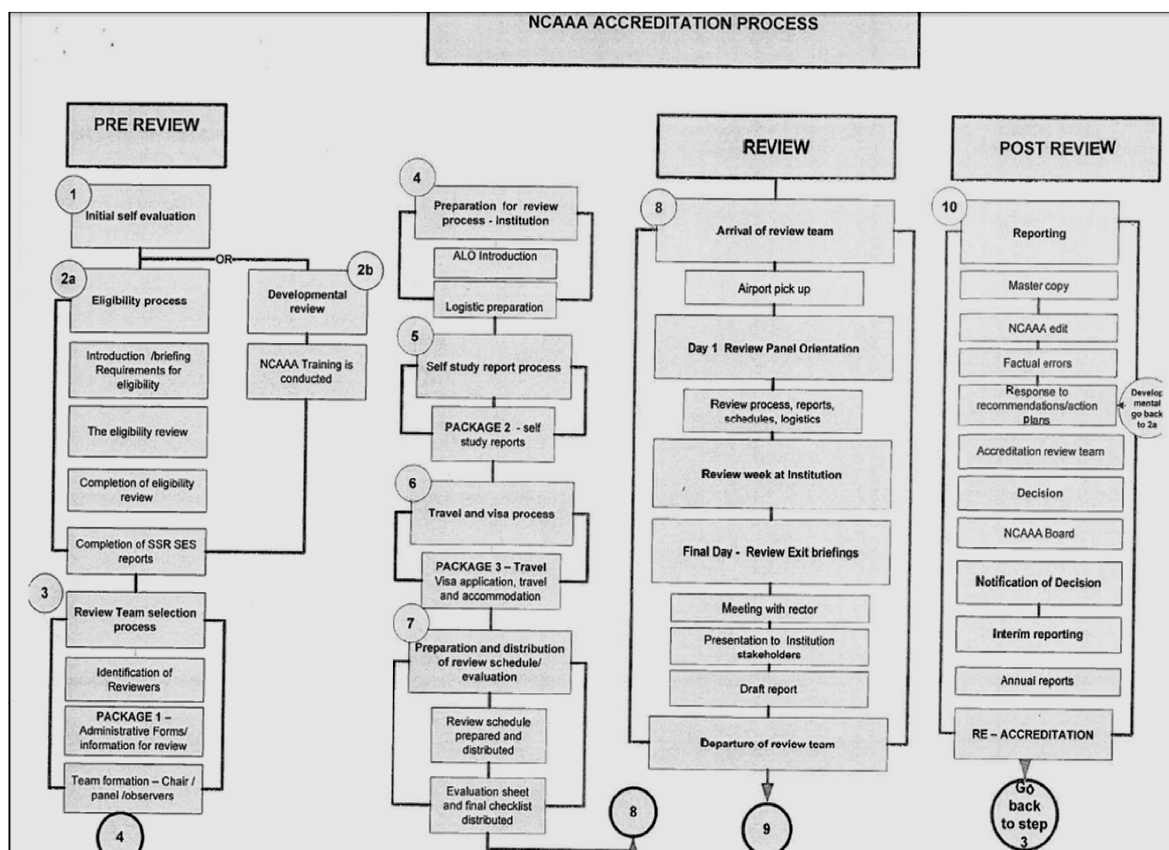 NCAAA ACCREDITATION PROCESS
PRE REVIEW
1
Initial self evaluation
OR
2a
Eligibility process
2b
Developmental
review
Introduction /briefing
Requirements for
eligibility
NCAAA Training is
conducted
The eligibility review
Completion of eligibility
review
Completion of SSR SES
reports
3
Review Team selection
process
Identification of
Reviewers
PACKAGE 1 –
Administrative Forms/
information for review
Team formation – Chair /
panel /observers
4
4
Preparation for review
process - Institution
ALO Introduction
Logistic preparation
5
Self study report process
PACKAGE 2 - self
study reports
6
Travel and visa process
PACKAGE 3 – Travel
Visa application, travel
and accommodation
7
Preparation and distribution
of review schedule/
evaluation
Review schedule
prepared and
distributed
Evaluation sheet
and final checklist
distributed
8
REVIEW
8
Arrival of review team
Airport pick up
Day 1 Review Panel Orientation
Review process, reports,
schedules, logistics
Review week at Institution
Final Day - Review Exit briefings
Meeting with rector
Presentation to Institution
stakeholders
Draft report
Departure of review team
9
POST REVIEW
10
Reporting
Master copy
NCAAA edit
Factual errors
Response to
recommendations/action
plans
Develop
mental
go back
to 2a
Accreditation review team
Decision
NCAAA Board
Notification of Decision
Interim reporting
Annual reports
RE – ACCREDITATION
Go
back
to step
3